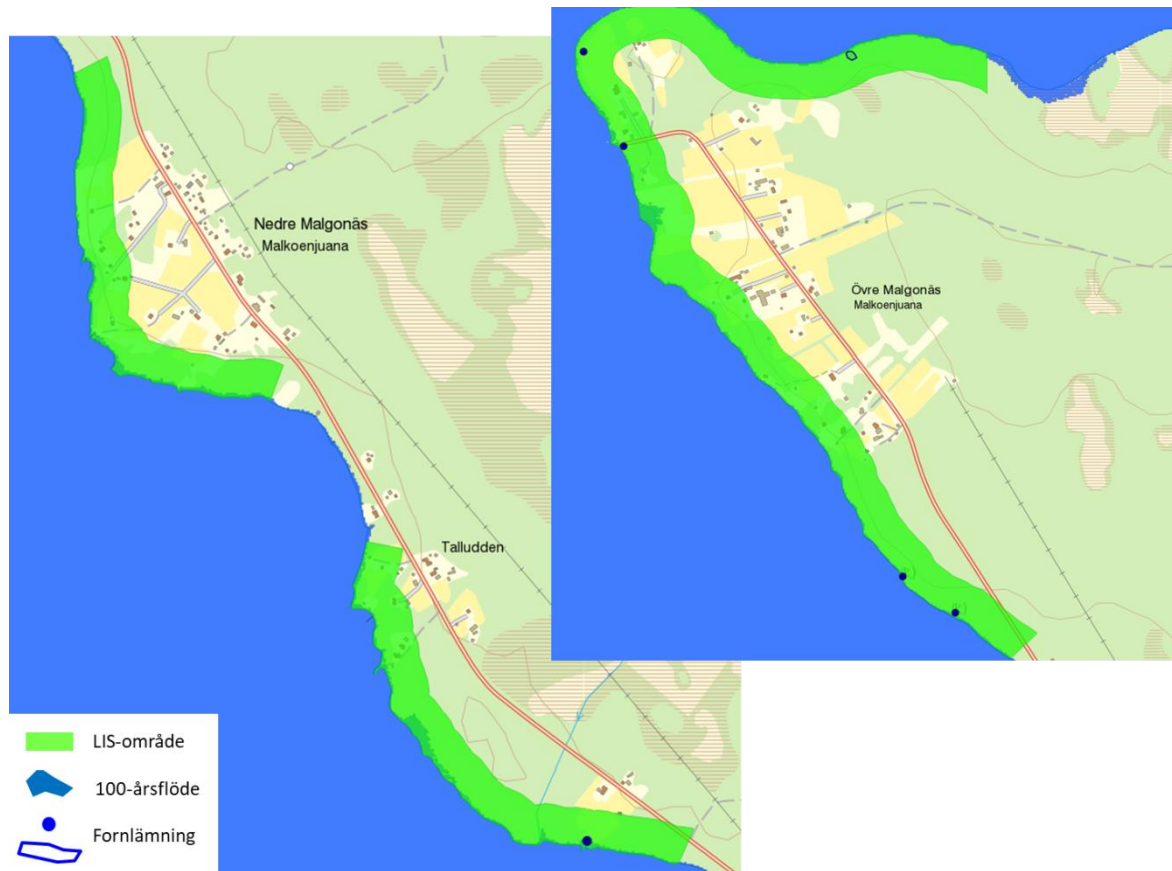 Nedre Malgonäs
Malkoenjuana
Talludden
Övre Malgonäs
Malkoenjuana
LIS-område
100-årsflöde
Fornlämning